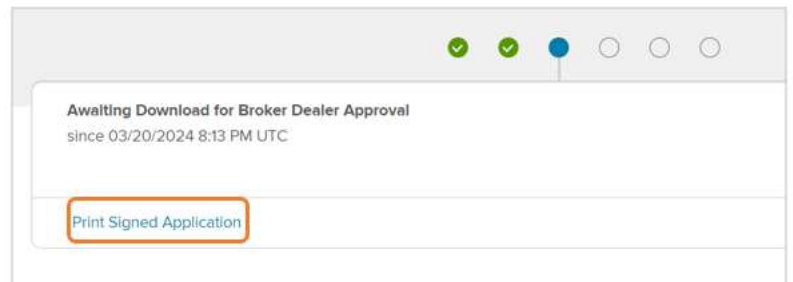 Awaiting Download for Broker Dealer Approval
since 03/20/2024 8:13 PM UTC
Print Signed Application